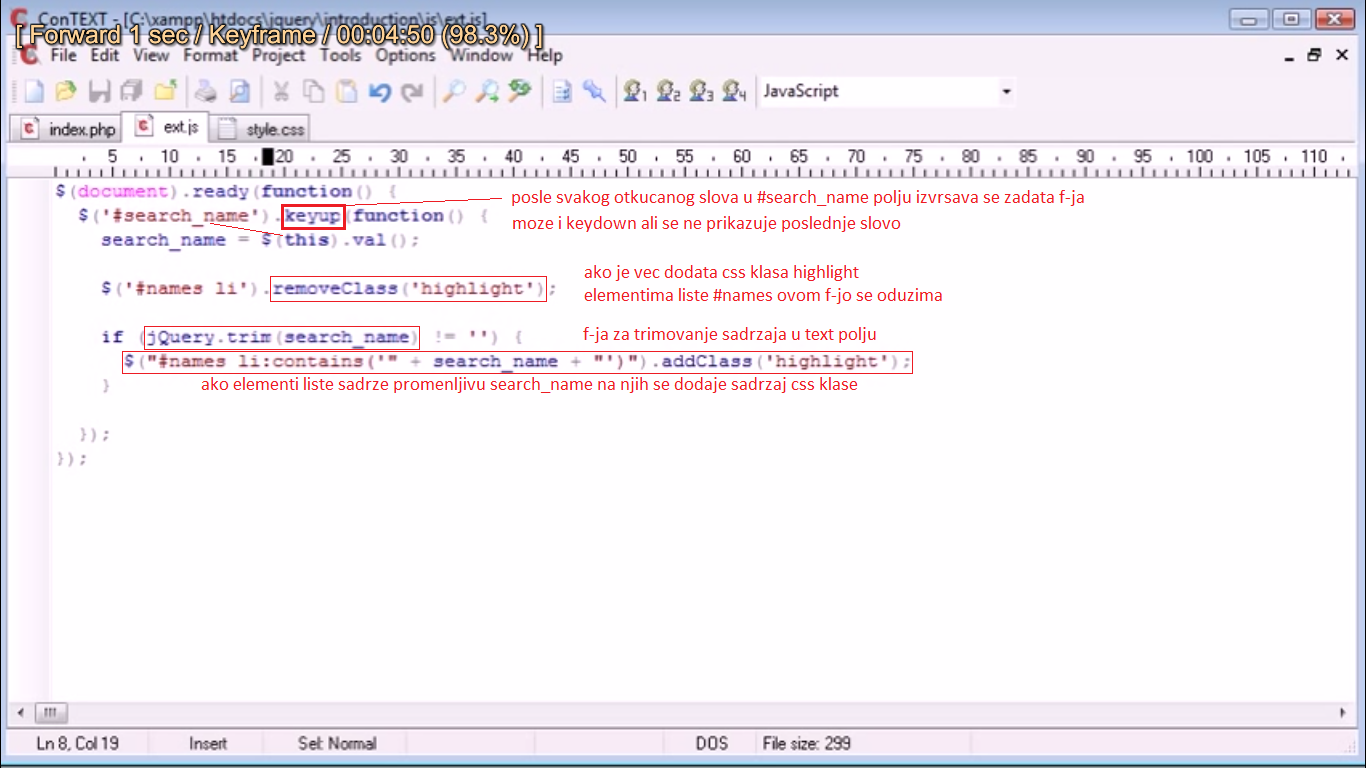 ConTEXT - [C:\xampp\htdocs\jquery\introduction\js\ext.js]
[ Forward 1 sec / Keyframe / 00:04:50 (98.3%) ]
File Edit View Format Project Tools Options Window Help
1 2 3 4 JavaScript
index.php ext.js style.css
5 10 15 20 25 30 35 40 45 50 55 60 65 70 75 80 85 90 95 100 105 110
$(document).ready(function() {
$('#search_name').keyup(function() {
posle svakog otkucanog slova u #search_name polju izvrsava se zadata f-ja
moze i keydown ali se ne prikazuje poslednje slovo
search_name = $(this).val();
$('#names li').removeClass('highlight');
ako je vec dodata css klasa highlight
elementima liste #names ovom f-jo se oduzima
if (jQuery.trim(search_name) != '') {
f-ja za trimovanje sadrzaja u text polju
$("#names li:contains('" + search_name + "')").addClass('highlight');
}
ako elementi liste sadrze promenljivu search_name na njih se dodaje sadrzaj css klase
});
});
Ln 8, Col 19 Insert Sel: Normal DOS File size: 299